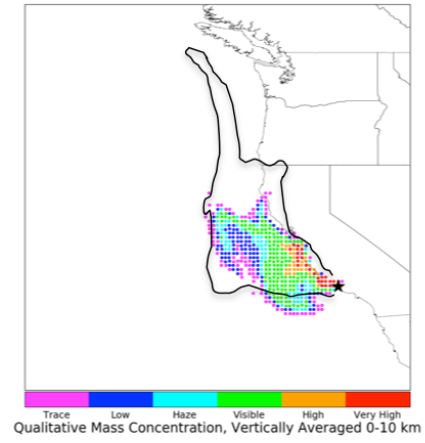 Trace Low Haze Visible High Very High
Qualitative Mass Concentration, Vertically Averaged 0-10 km